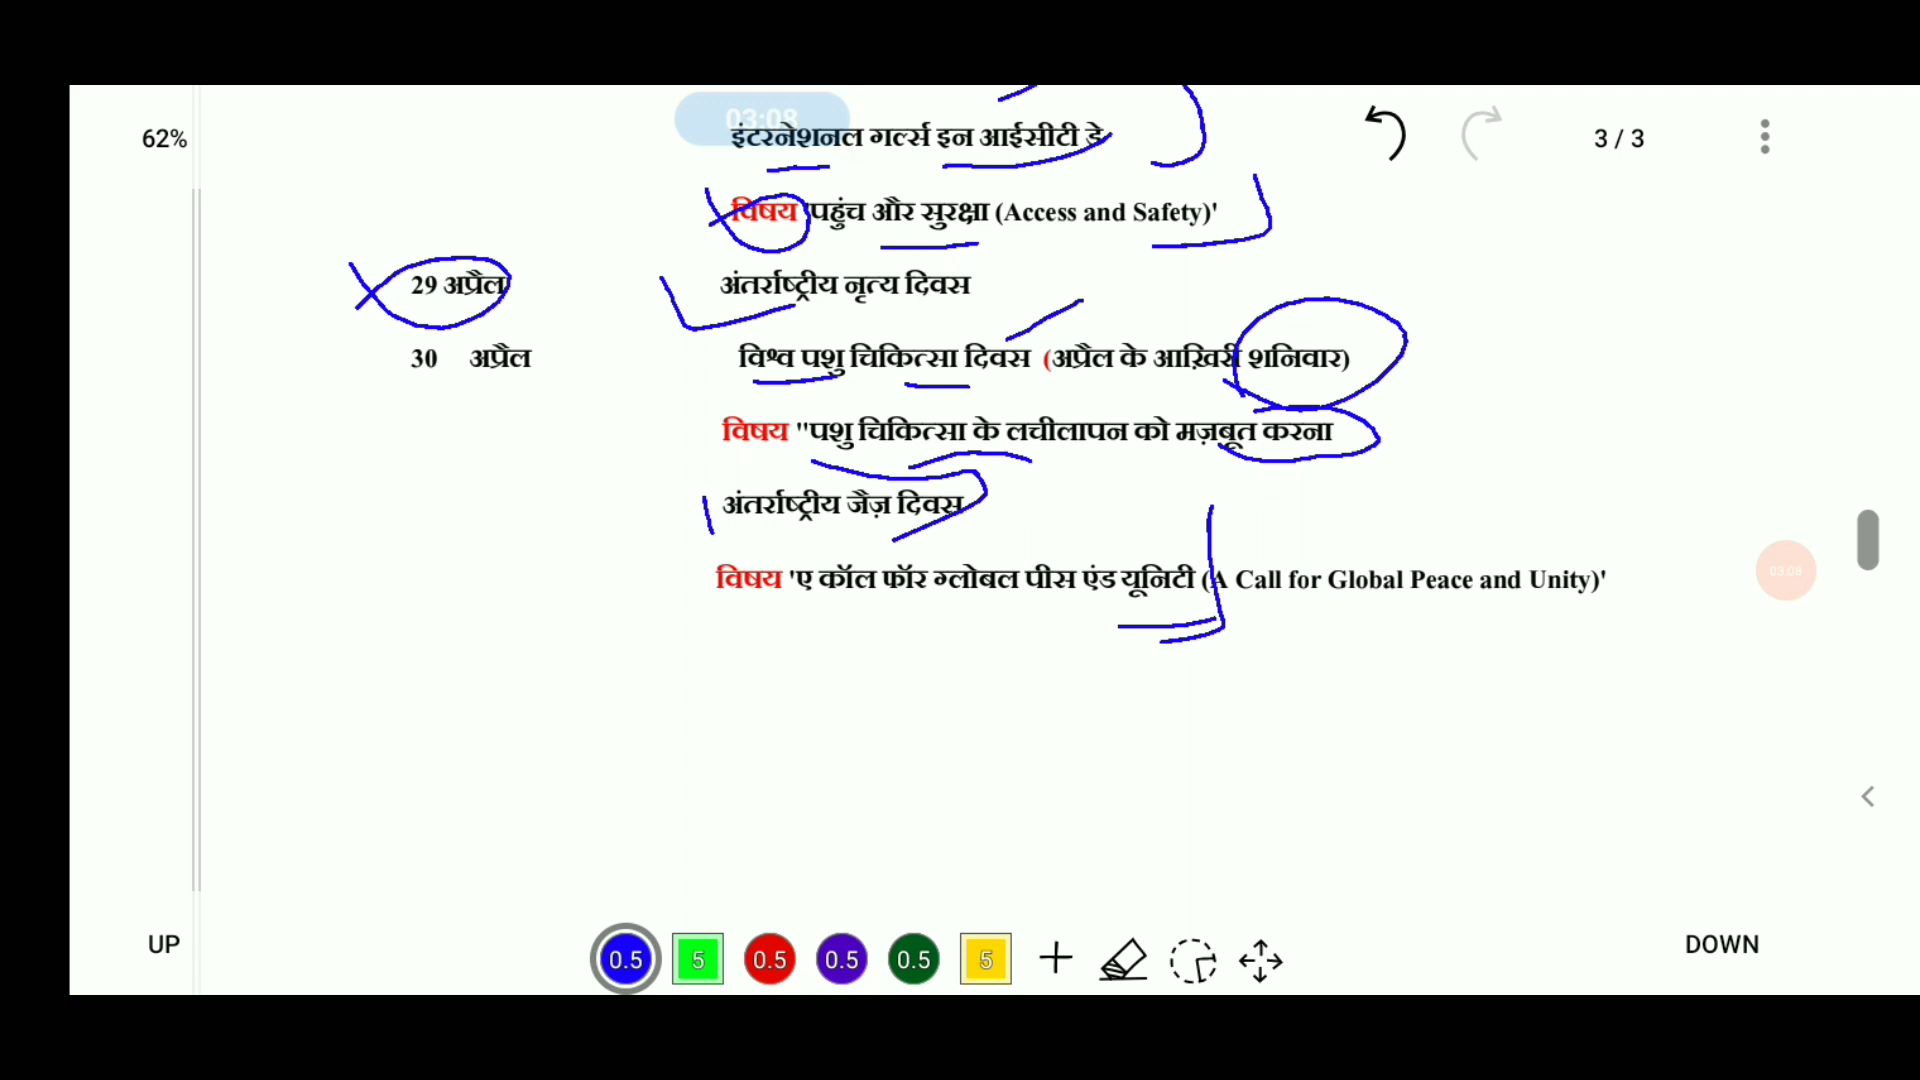 03:08
62%
इंटरनेशनल गर्ल्स इन आईसीटी डे
3 / 3
विषय 'पहुंच और सुरक्षा (Access and Safety)'
29 अप्रैल अंतर्राष्ट्रीय नृत्य दिवस
30 अप्रैल विश्व पशु चिकित्सा दिवस (अप्रैल के आख़िरी शनिवार)
विषय "पशु चिकित्सा के लचीलापन को मज़बूत करना
अंतर्राष्ट्रीय जैज़ दिवस
विषय 'ए कॉल फॉर ग्लोबल पीस एंड यूनिटी (A Call for Global Peace and Unity)'
03:08
UP
DOWN
0.5 5 0.5 0.5 0.5 5